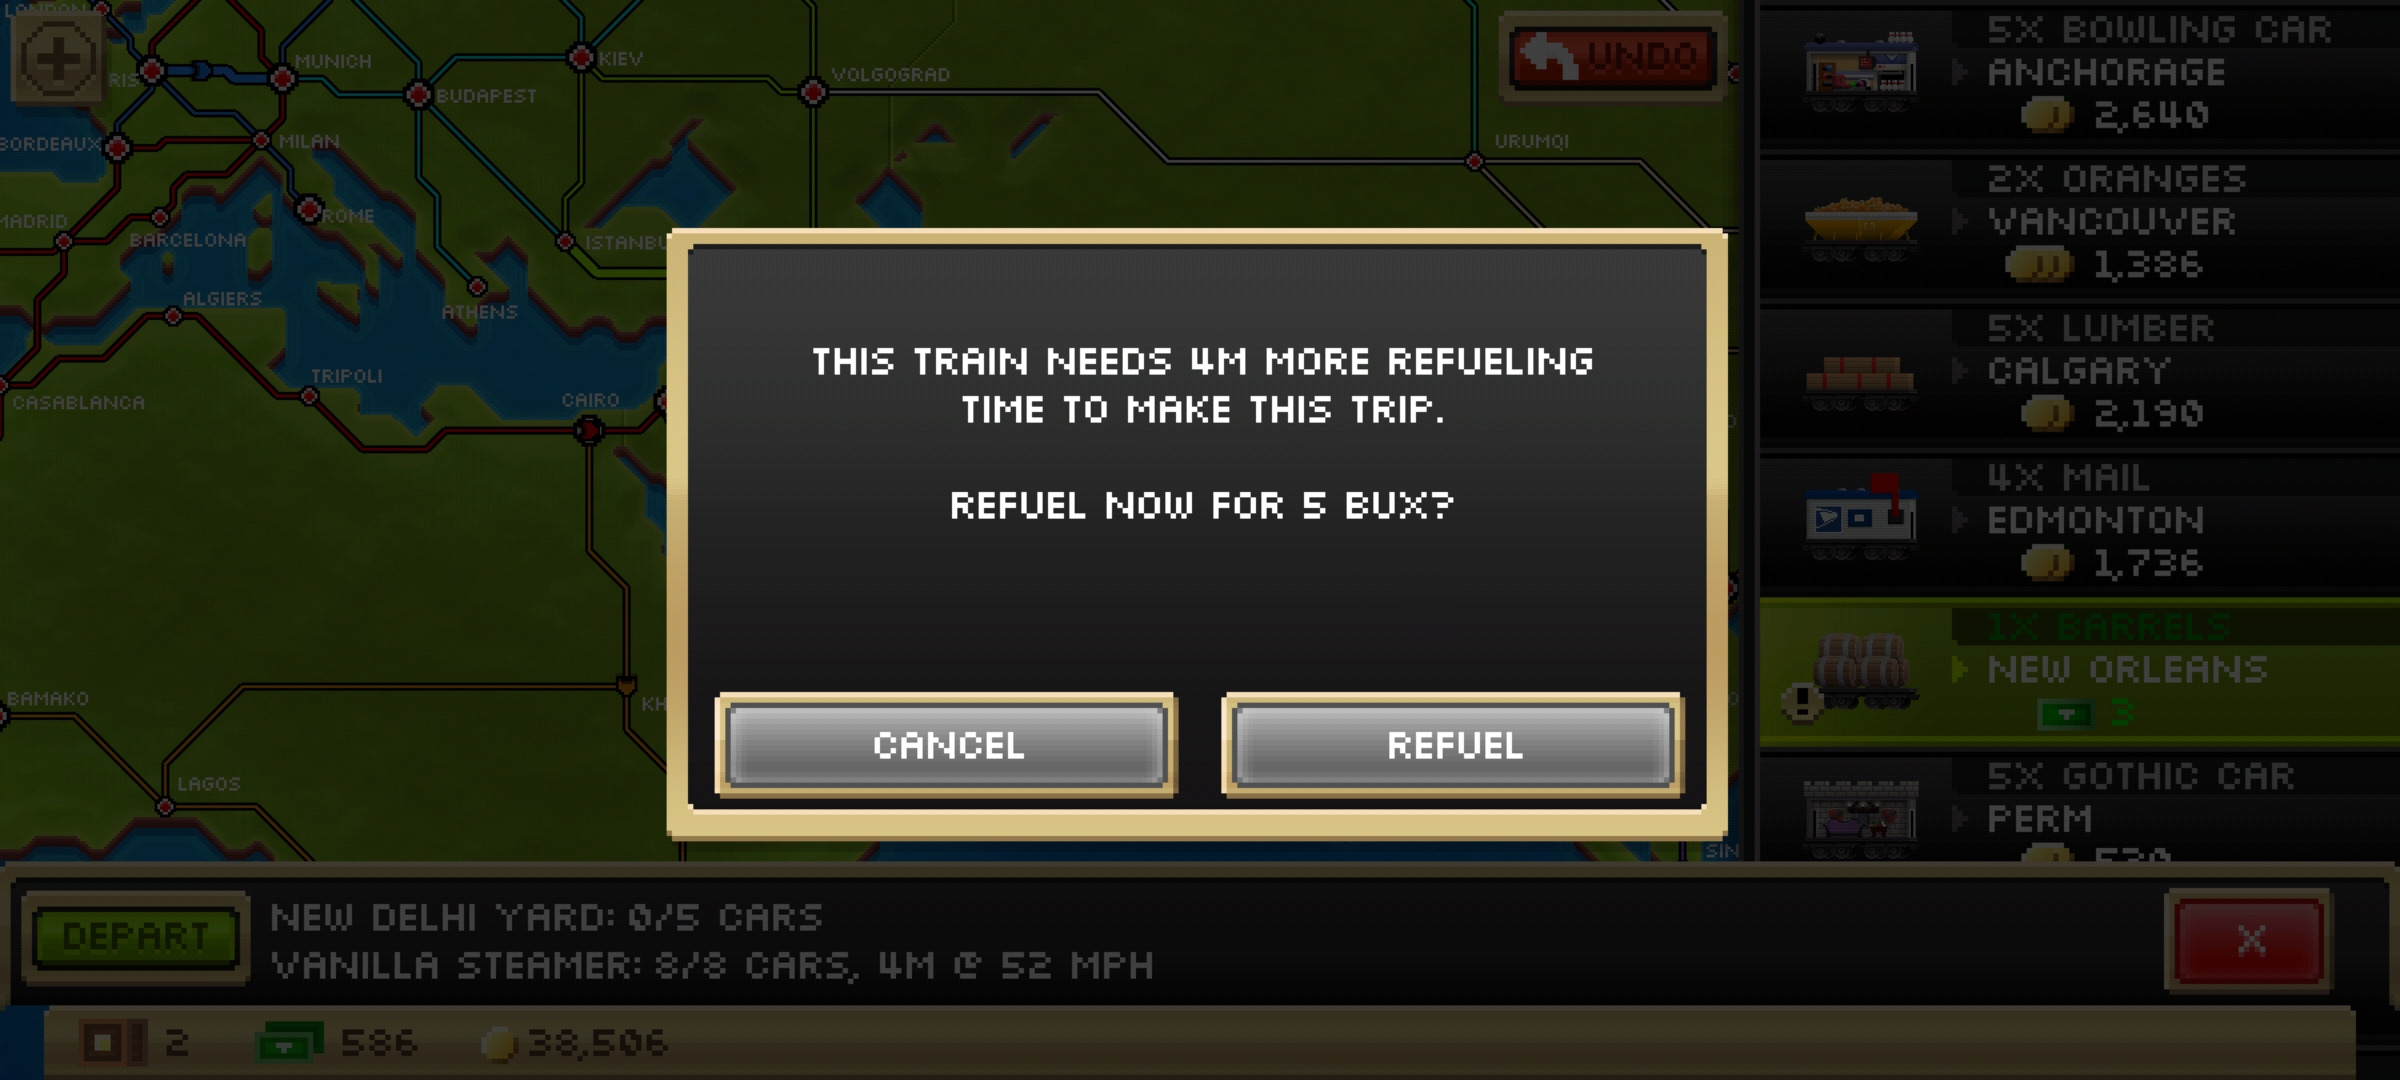 LONDON
MUNICH
KIEV
VOLGOGRAD
UNDO
RIS
BUDAPEST
BORDEAUX
MILAN
URUMQI
MADRID
ROME
BARCELONA
ISTANBU
ALGIERS
ATHENS
TRIPOLI
CASABLANCA
CAIRO
BAMAKO
KH
LAGOS
SIN
THIS TRAIN NEEDS 4M MORE REFUELING
TIME TO MAKE THIS TRIP.
REFUEL NOW FOR 5 BUX?
CANCEL
REFUEL
5X BOWLING CAR
ANCHORAGE
2,640
2X ORANGES
VANCOUVER
1,386
5X LUMBER
CALGARY
2,190
4X MAIL
EDMONTON
1,736
1X BARRELS
NEW ORLEANS
3
5X GOTHIC CAR
PERM
DEPART
NEW DELHI YARD: 0/5 CARS
VANILLA STEAMER: 8/8 CARS, 4M @ 52 MPH
X
2
586
38,506